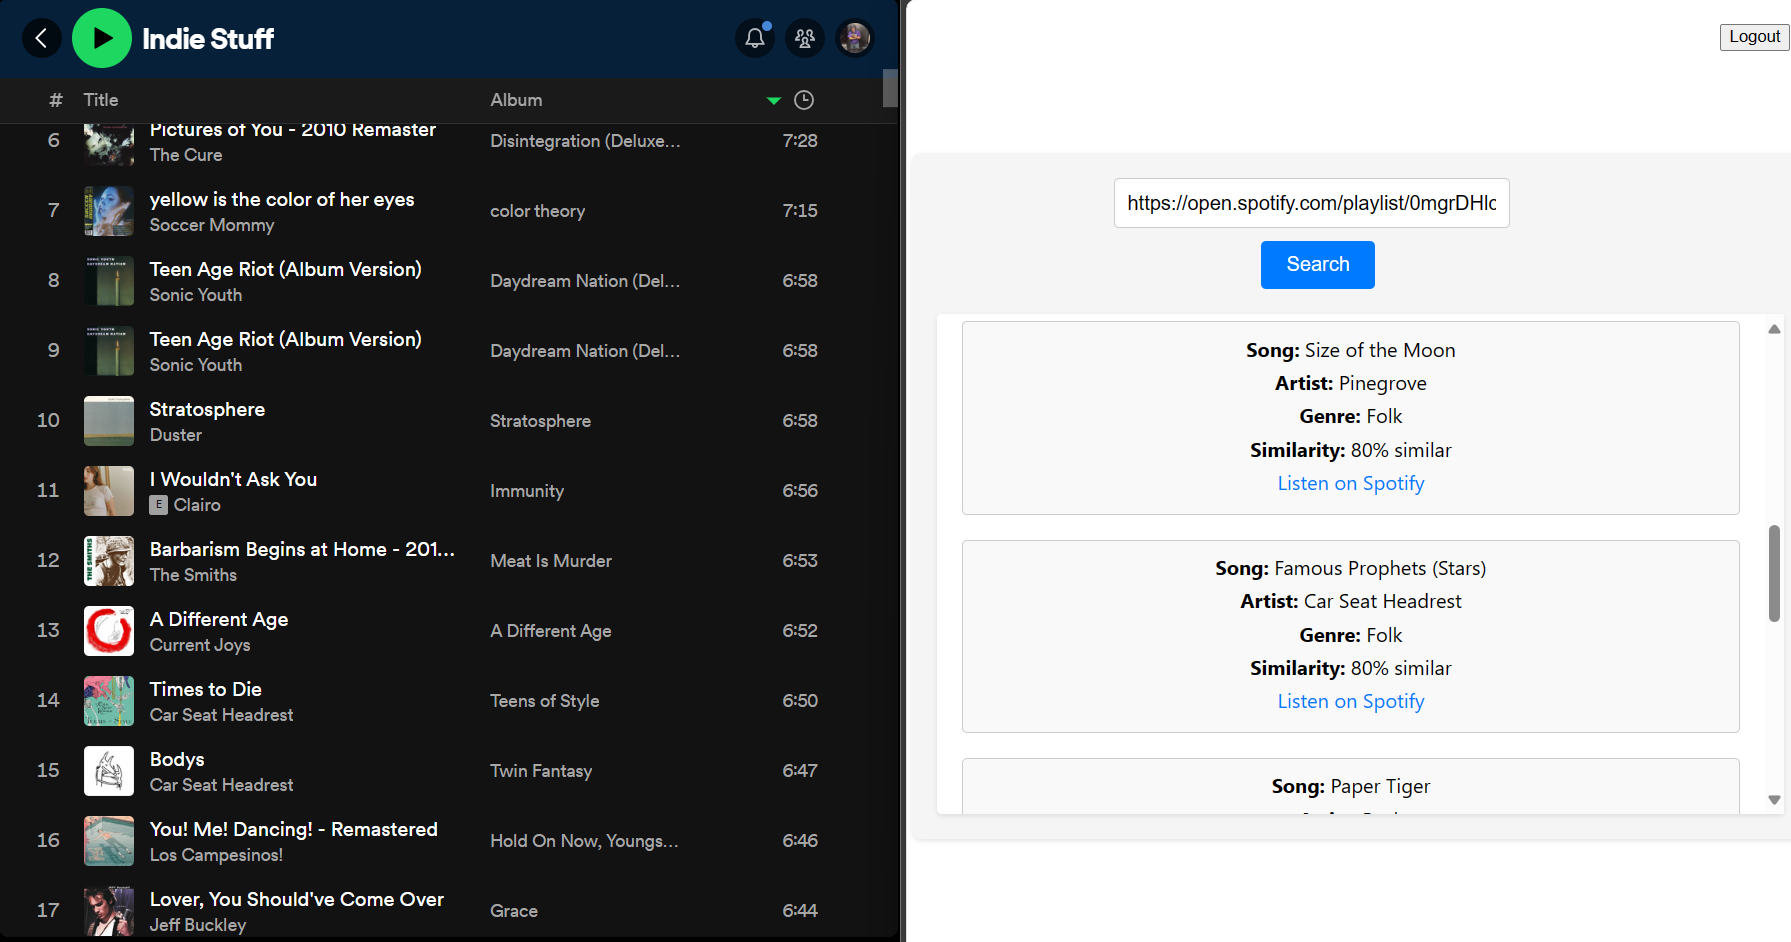 Indie Stuff
# Title Album
6 Pictures of You - 2010 Remaster Disintegration (Deluxe... 7:28
The Cure
7 yellow is the color of her eyes color theory 7:15
Soccer Mommy
8 Teen Age Riot (Album Version) Daydream Nation (Del... 6:58
Sonic Youth
9 Teen Age Riot (Album Version) Daydream Nation (Del... 6:58
Sonic Youth
10 Stratosphere Stratosphere 6:58
Duster
11 I Wouldn't Ask You Immunity 6:56
E Clairo
12 Barbarism Begins at Home - 201... Meat Is Murder 6:53
The Smiths
13 A Different Age A Different Age 6:52
Current Joys
14 Times to Die Teens of Style 6:50
Car Seat Headrest
15 Bodys Twin Fantasy 6:47
Car Seat Headrest
16 You! Me! Dancing! - Remastered Hold On Now, Youngs... 6:46
Los Campesinos!
17 Lover, You Should've Come Over Grace 6:44
Jeff Buckley
Logout
https://open.spotify.com/playlist/0mgrDHlc
Search
Song: Size of the Moon
Artist: Pinegrove
Genre: Folk
Similarity: 80% similar
Listen on Spotify
Song: Famous Prophets (Stars)
Artist: Car Seat Headrest
Genre: Folk
Similarity: 80% similar
Listen on Spotify
Song: Paper Tiger